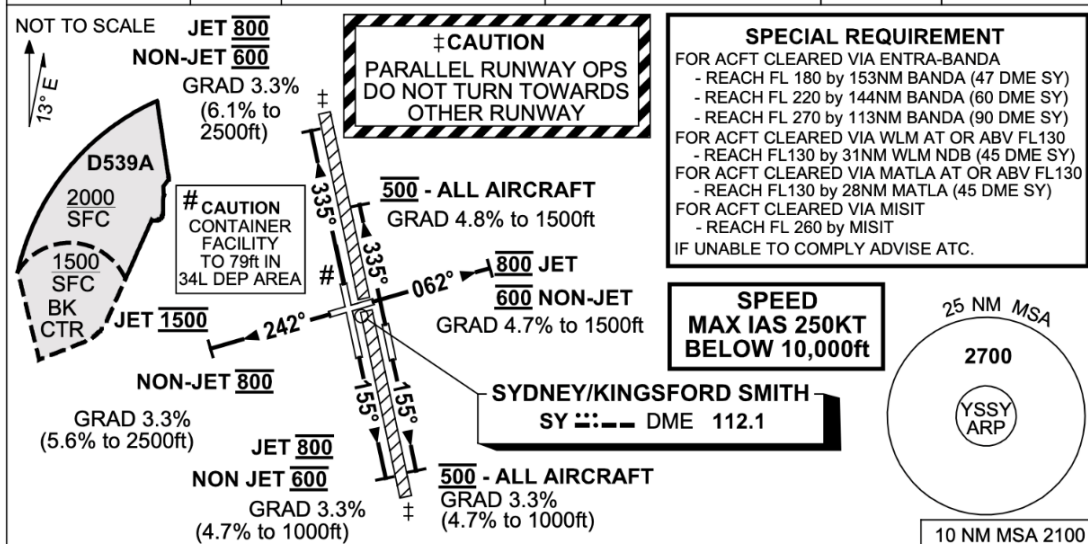 NOT TO SCALE
13° E
JET 800
NON-JET 600
GRAD 3.3%
(6.1% to
2500ft)
‡
‡CAUTION
PARALLEL RUNWAY OPS
DO NOT TURN TOWARDS
OTHER RUNWAY
SPECIAL REQUIREMENT
FOR ACFT CLEARED VIA ENTRA-BANDA
- REACH FL 180 by 153NM BANDA (47 DME SY)
- REACH FL 220 by 144NM BANDA (60 DME SY)
- REACH FL 270 by 113NM BANDA (90 DME SY)
FOR ACFT CLEARED VIA WLM AT OR ABV FL130
- REACH FL130 by 31NM WLM NDB (45 DME SY)
FOR ACFT CLEARED VIA MATLA AT OR ABV FL130
- REACH FL130 by 28NM MATLA (45 DME SY)
FOR ACFT CLEARED VIA MISIT
- REACH FL 260 by MISIT
IF UNABLE TO COMPLY ADVISE ATC.
D539A
2000
SFC
1500
SFC
BK
CTR
# CAUTION
CONTAINER
FACILITY
TO 79ft IN
34L DEP AREA
335°
#
500 - ALL AIRCRAFT
GRAD 4.8% to 1500ft
335°
062°
800 JET
600 NON-JET
GRAD 4.7% to 1500ft
JET 1500
242°
NON-JET 800
GRAD 3.3%
(5.6% to 2500ft)
SPEED
MAX IAS 250KT
BELOW 10,000ft
25 NM MSA
2700
YSSY
ARP
10 NM MSA 2100
SYDNEY/KINGSFORD SMITH
SY DME 112.1
155°
155°
JET 800
NON JET 600
GRAD 3.3%
(4.7% to 1000ft)
500 - ALL AIRCRAFT
GRAD 3.3%
(4.7% to 1000ft)
‡